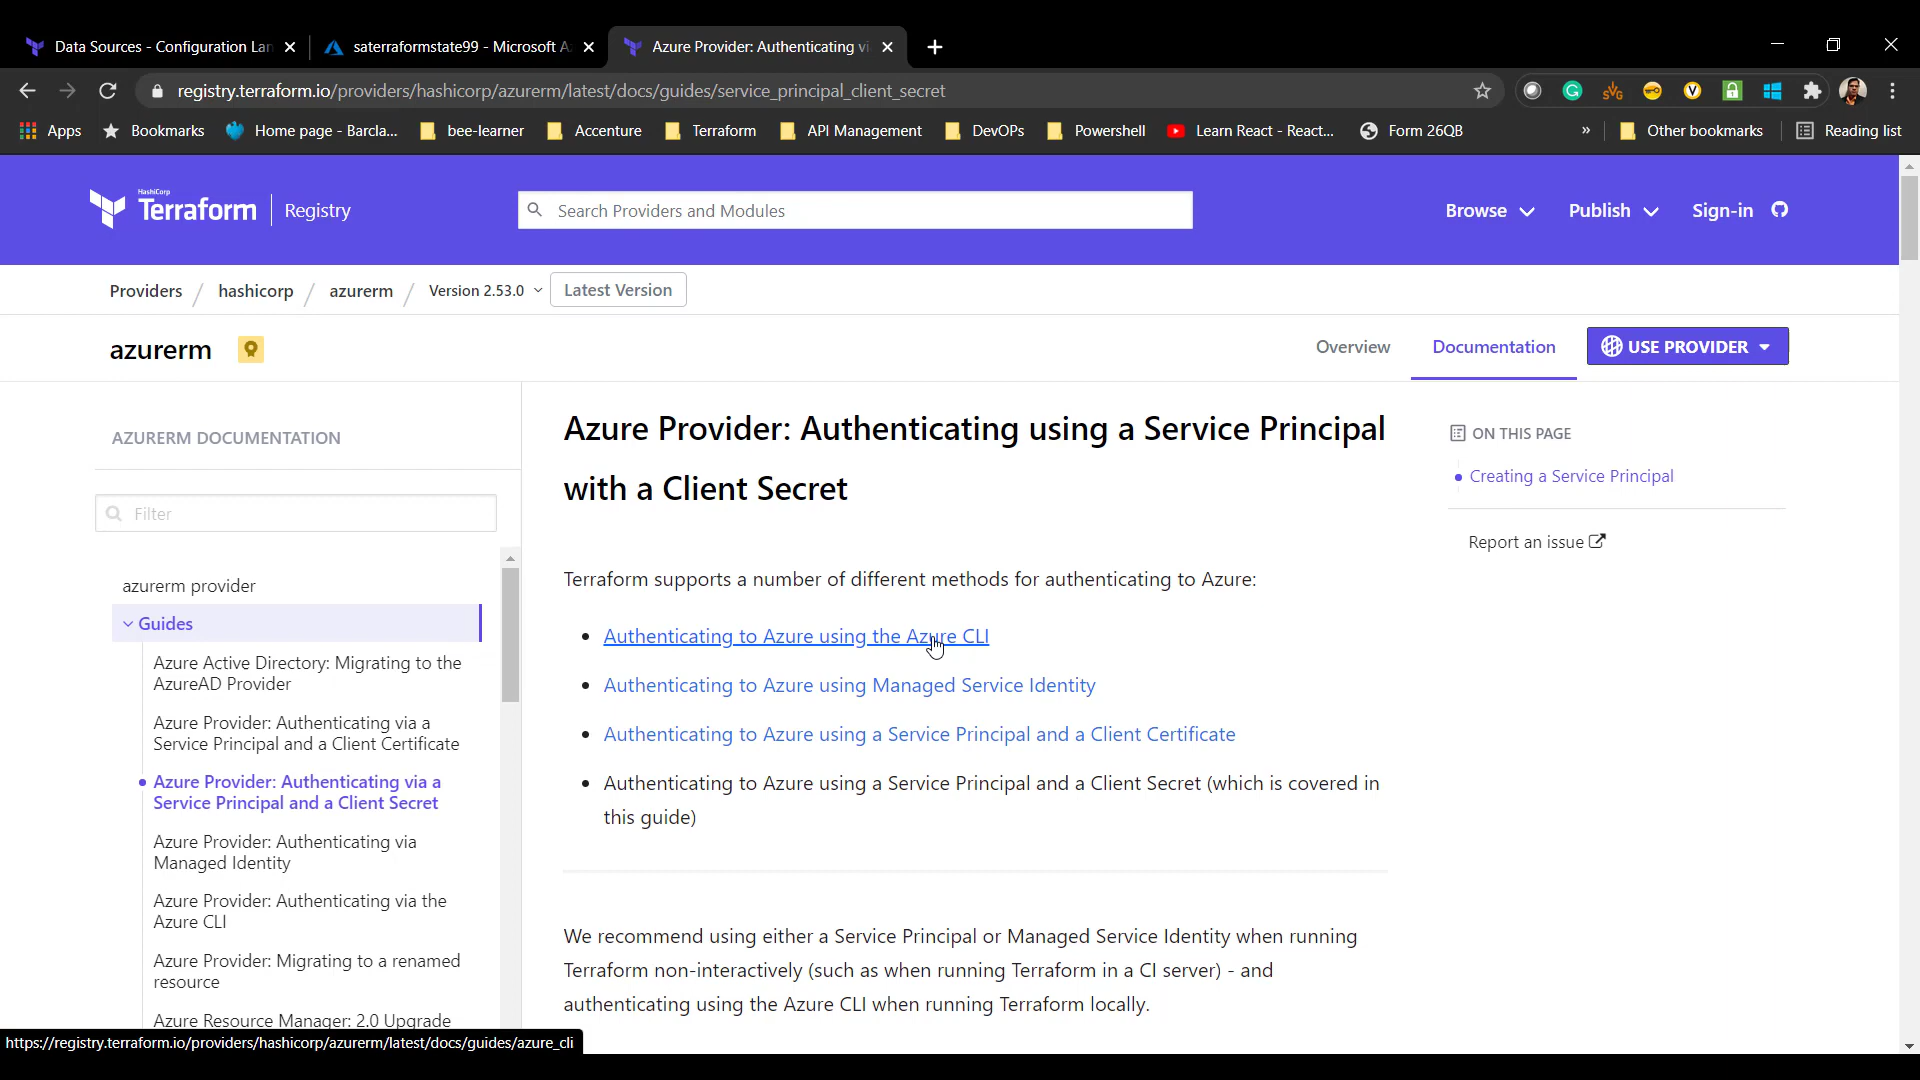 Data Sources - Configuration Lan
saterraformstate99 - Microsoft A
Azure Provider: Authenticating vi
registry.terraform.io/providers/hashicorp/azurerm/latest/docs/guides/service_principal_client_secret
Apps
Bookmarks
Home page - Barcla...
bee-learner
Accenture
Terraform
API Management
DevOPs
Powershell
Learn React - React...
Form 26QB
»
Other bookmarks
Reading list
HashiCorp
Terraform
Registry
Search Providers and Modules
Browse
Publish
Sign-in
Providers / hashicorp / azurerm / Version 2.53.0
Latest Version
azurerm
Overview
Documentation
USE PROVIDER
AZURERM DOCUMENTATION
Filter
azurerm provider
Guides
Azure Active Directory: Migrating to the
AzureAD Provider
Azure Provider: Authenticating via a
Service Principal and a Client Certificate
Azure Provider: Authenticating via a
Service Principal and a Client Secret
Azure Provider: Authenticating via
Managed Identity
Azure Provider: Authenticating via the
Azure CLI
Azure Provider: Migrating to a renamed
resource
Azure Resource Manager: 2.0 Upgrade
Azure Provider: Authenticating using a Service Principal
with a Client Secret
Terraform supports a number of different methods for authenticating to Azure:
• Authenticating to Azure using the Azure CLI
• Authenticating to Azure using Managed Service Identity
• Authenticating to Azure using a Service Principal and a Client Certificate
• Authenticating to Azure using a Service Principal and a Client Secret (which is covered in
this guide)
We recommend using either a Service Principal or Managed Service Identity when running
Terraform non-interactively (such as when running Terraform in a CI server) - and
authenticating using the Azure CLI when running Terraform locally.
ON THIS PAGE
• Creating a Service Principal
Report an issue
https://registry.terraform.io/providers/hashicorp/azurerm/latest/docs/guides/azure_cli